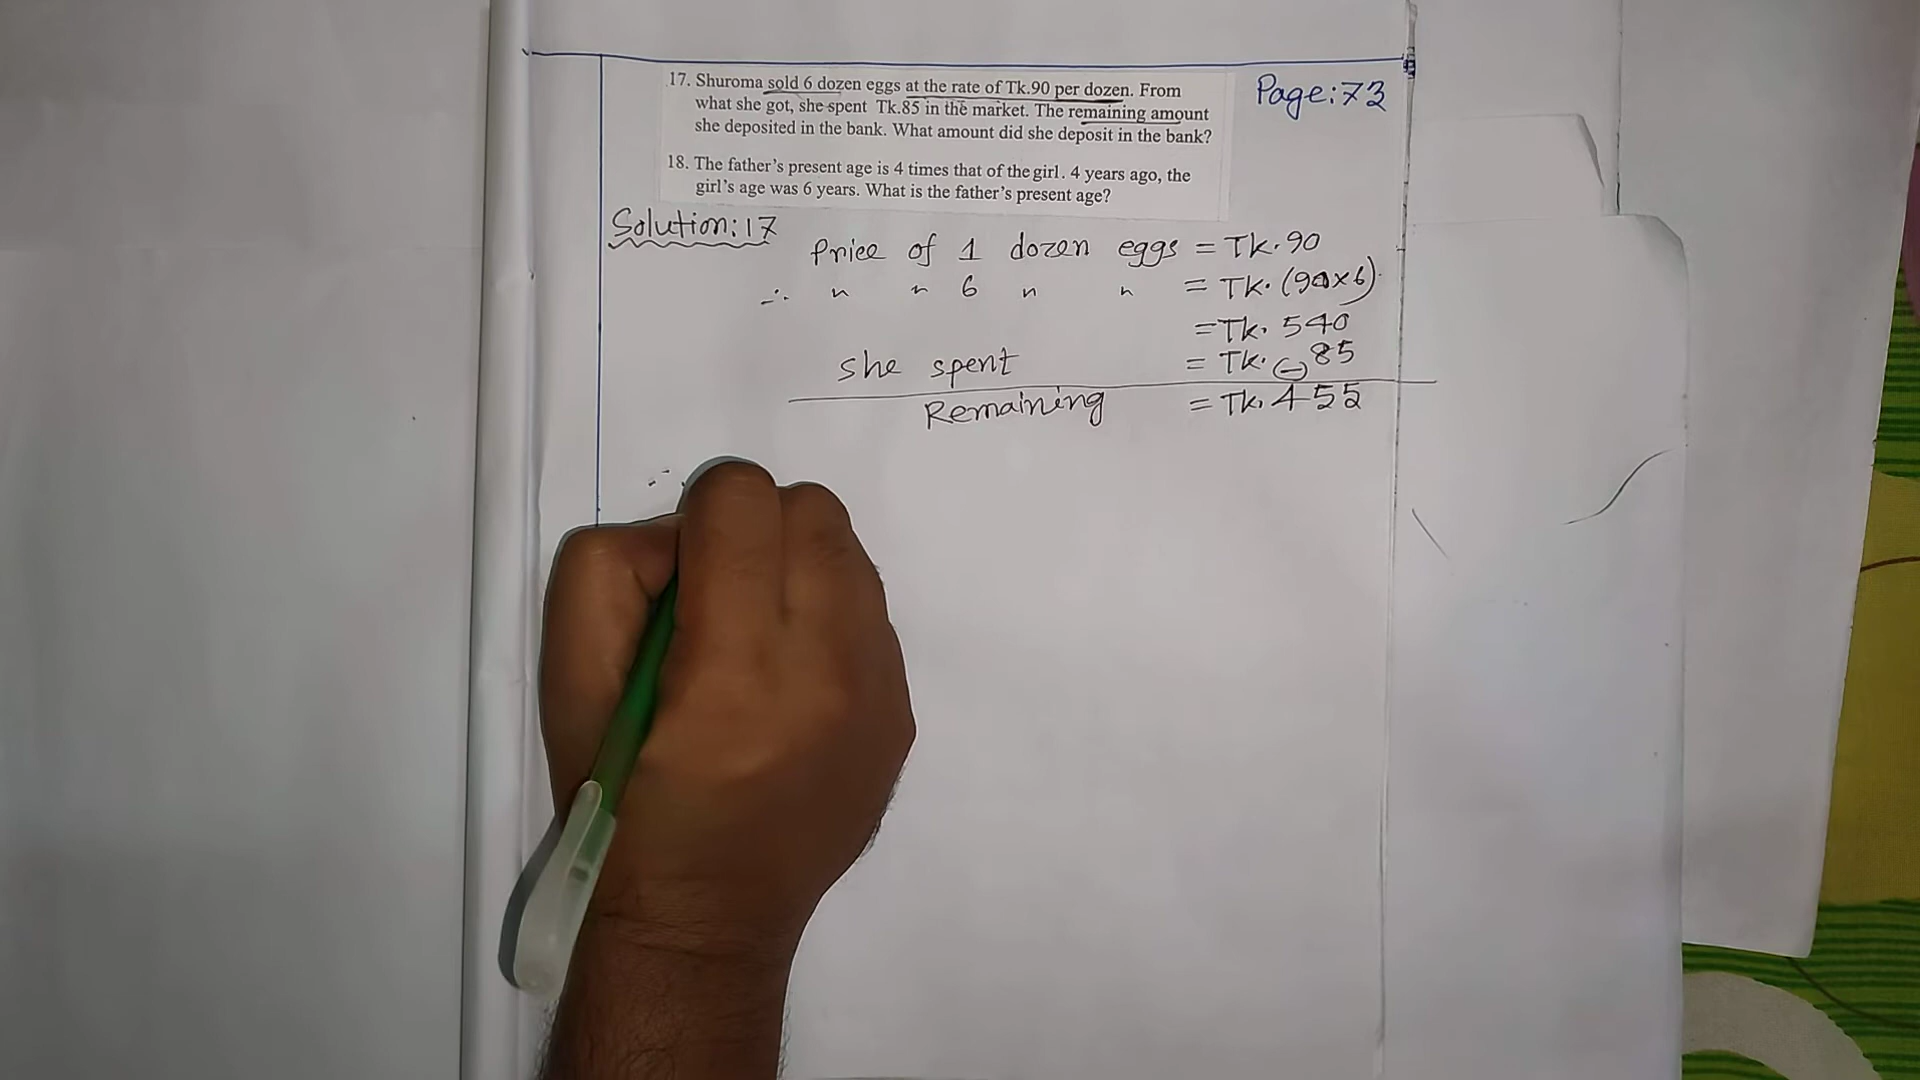 17. Shuroma sold 6 dozen eggs at the rate of Tk.90 per dozen. From
what she got, she spent Tk.85 in the market. The remaining amount
she deposited in the bank. What amount did she deposit in the bank?
Page:73
18. The father's present age is 4 times that of the girl. 4 years ago, the
girl's age was 6 years. What is the father's present age?
Solution:17
Price of 1 dozen eggs = Tk.90
∴ " " 6 " " = Tk. (90x6)
=Tk. 540
She spent = Tk. (-) 85
Remaining = Tk. 455
∴